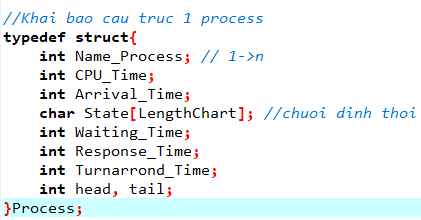 //Khai bao cau truc 1 process
typedef struct{
int Name_Process; // 1->n
int CPU_Time;
int Arrival_Time;
char State[LengthChart]; //chuoi dinh thoi
int Waiting_Time;
int Response_Time;
int Turnarrond_Time;
int head, tail;
}Process;